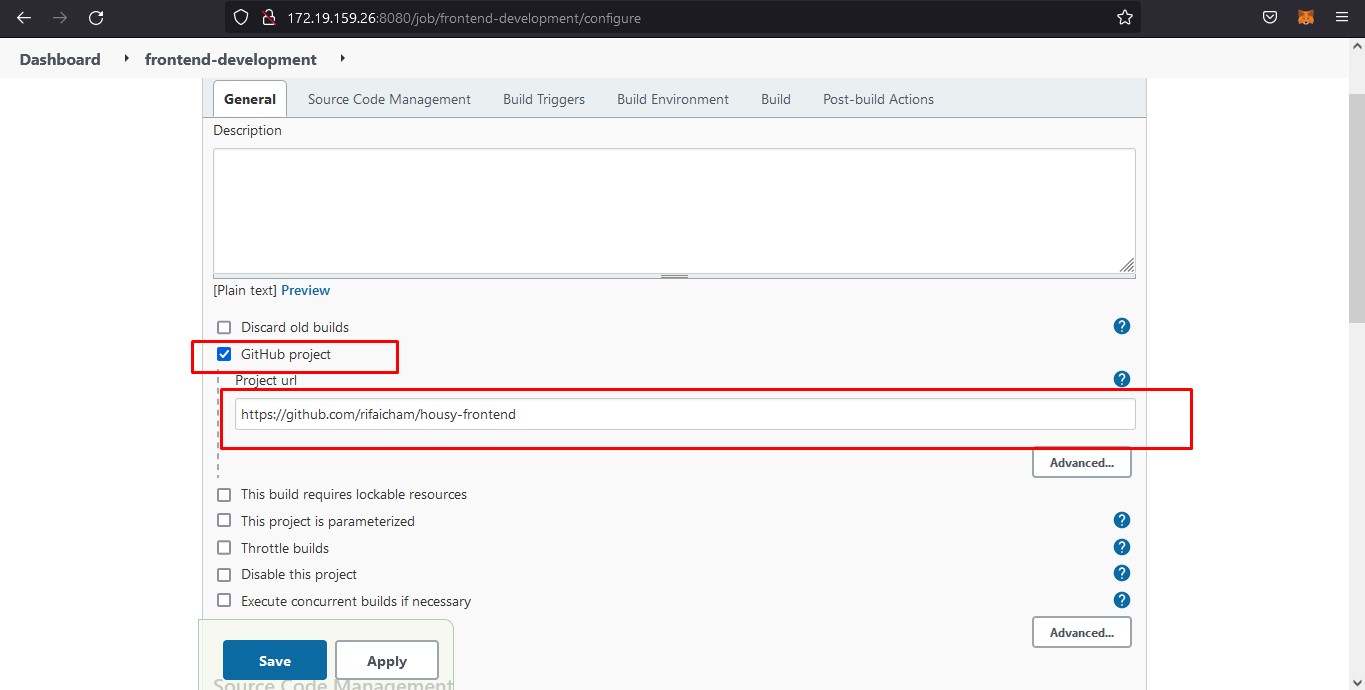 172.19.159.26:8080/job/frontend-development/configure
Dashboard frontend-development
General Source Code Management Build Triggers Build Environment Build Post-build Actions
Description
[Plain text] Preview
Discard old builds
?
GitHub project
Project url
?
https://github.com/rifaicham/housy-frontend
Advanced...
This build requires lockable resources
This project is parameterized
?
Throttle builds
?
Disable this project
?
Execute concurrent builds if necessary
?
Advanced...
Save Apply
Source Code Management